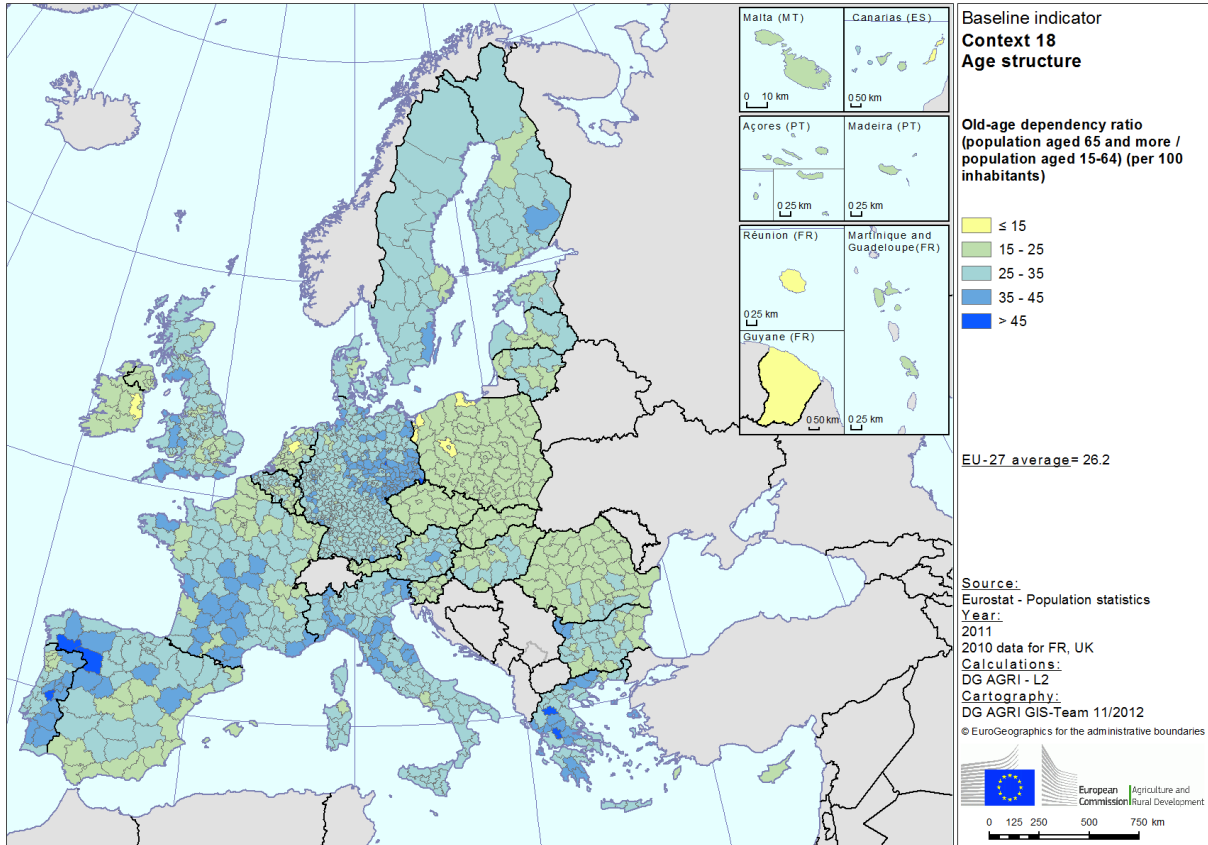 Malta (MT)
0 10 km
Canarias (ES)
0 50 km
Açores (PT)
0 25 km
Madeira (PT)
0 25 km
Réunion (FR)
0 25 km
Martinique and
Guadeloupe(FR)
0 25 km
Guyane (FR)
0 50 km
Baseline indicator
Context 18
Age structure
Old-age dependency ratio
(population aged 65 and more /
population aged 15-64) (per 100
inhabitants)
≤ 15
15 - 25
25 - 35
35 - 45
> 45
EU-27 average= 26.2
Source:
Eurostat - Population statistics
Year:
2011
2010 data for FR, UK
Calculations:
DG AGRI - L2
Cartography:
DG AGRI GIS-Team 11/2012
© EuroGeographics for the administrative boundaries
European
Commission
Agriculture and
Rural Development
0 125 250 500 750 km